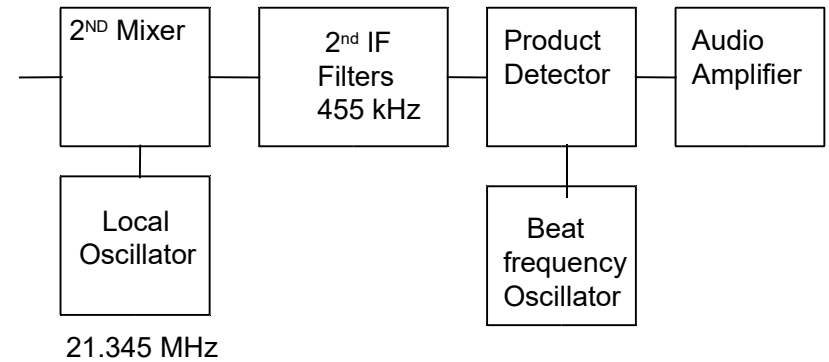 2ND Mixer
2nd IF
Filters
455 kHz
Product
Detector
Audio
Amplifier
Local
Oscillator
Beat
frequency
Oscillator
21.345 MHz